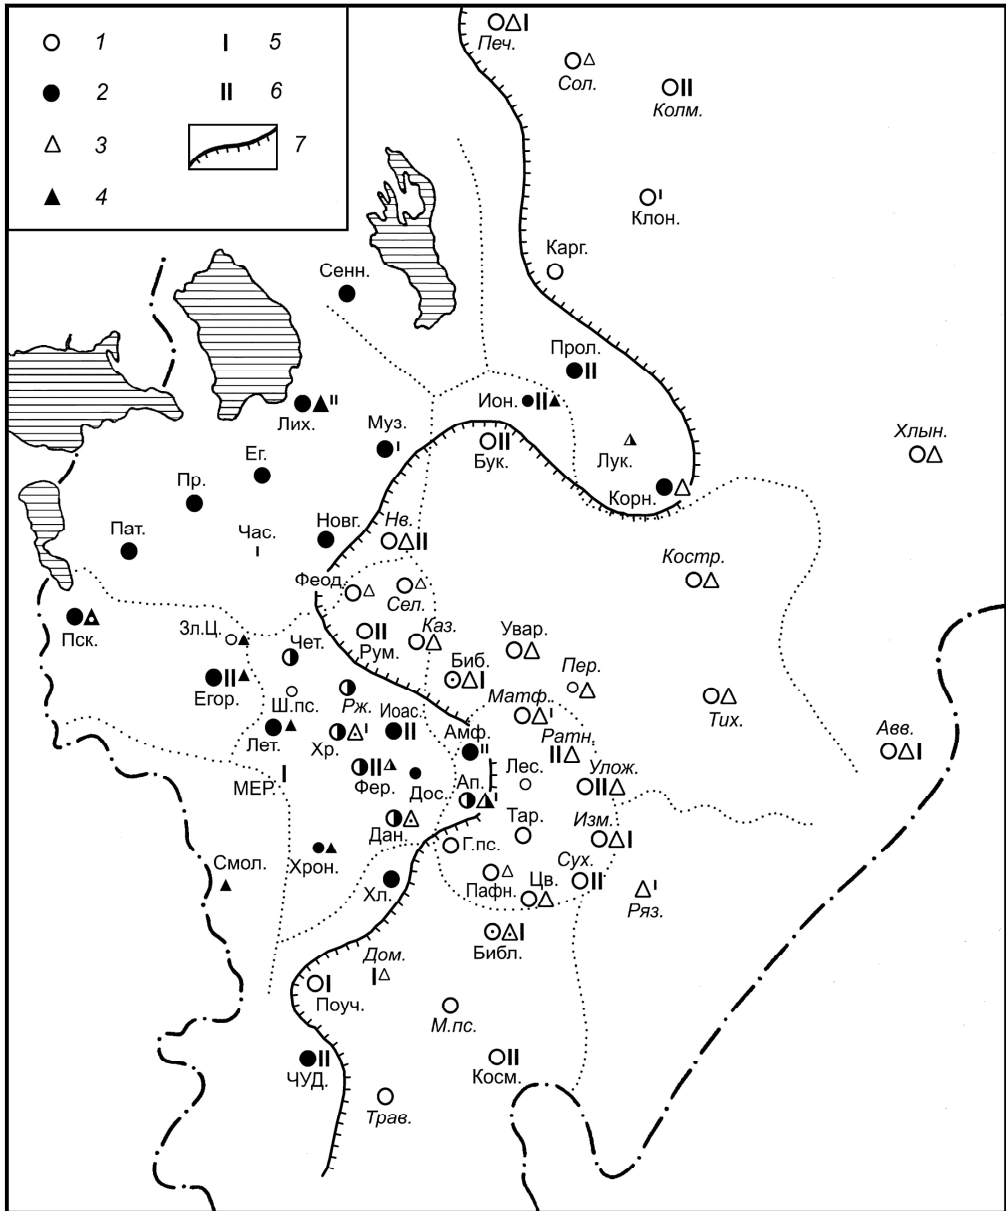 1
5
2
6
3
7
4
Печ.
Сол.
Колм.
Клон.
Карг.
Сенн.
Прол.
Ион.
Лих.
Муз.
Бук.
Лук.
Хлын.
Ег.
Пр.
Корн.
Пат.
Час.
Новг.
Нв.
Костр.
Феод.
Сел.
Пск.
Зл.Ц.
Чет.
Рум.
Каз.
Увар.
Егор.
Ш.пс.
Рж.
Биб.
Пер.
Тих.
Иоас.
Матф.
Лет.
Хр.
Амф.
Ратн.
Авв.
МЕР.
Фер.
Дос.
Ап.
Лес.
Улож.
Дан.
Г.пс.
Тар.
Изм.
Смол.
Хрон.
Хл.
Пафн.
Цв.
Сух.
Ряз.
Библ.
Дом.
Поуч.
М.пс.
ЧУД.
Косм.
Трав.